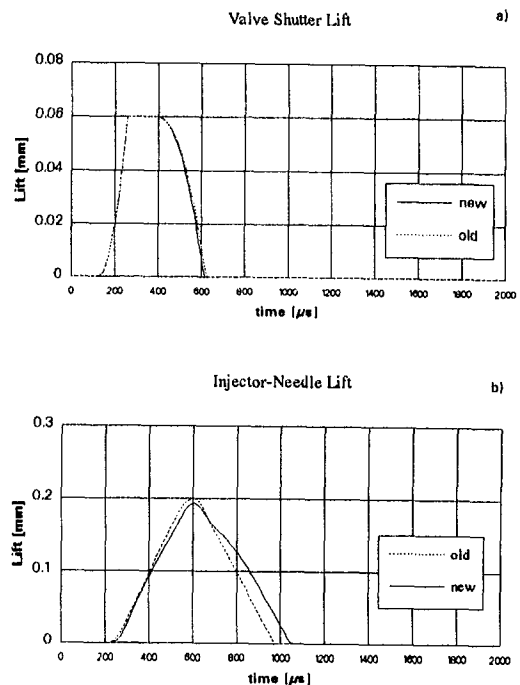 Valve Shutter Lift
a)
0.08
0.06
0.04
0.02
0
Lift [mm]
new
old
0 200 400 600 800 1000 1200 1400 1600 1800 2000
time [µs]
Injector-Needle Lift
b)
0.3
0.2
0.1
0
Lift [mm]
old
new
0 200 400 600 800 1000 1200 1400 1600 1800 2000
time [µs]